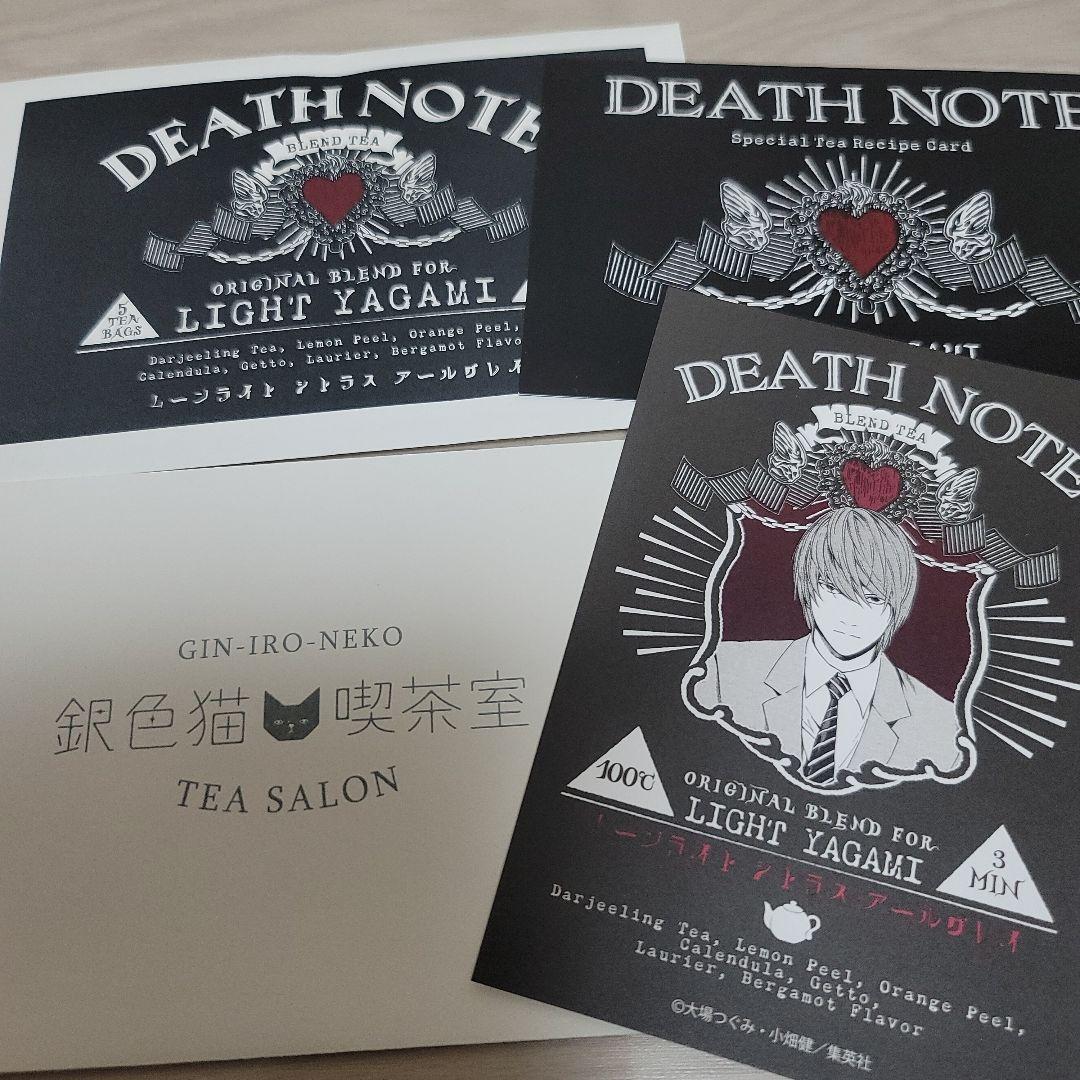 DEATH NOTE
BLEND TEA
ORIGINAL BLEND FOR
LIGHT YAGAMI
5
TEA
BAGS
Darjeeling Tea, Lemon Peel, Orange Peel,
Calendula, Getto, Laurier, Bergamot Flavor
ムーンライト シトラス アールグレイ
DEATH NOTE
Special Tea Recipe Card
YAGAMI
GIN-IRO-NEKO
銀色猫 喫茶室
TEA SALON
DEATH NOTE
BLEND TEA
100℃
ORIGINAL BLEND FOR
LIGHT YAGAMI
3
MIN
ムーンライト シトラス アールグレイ
Darjeeling Tea, Lemon Peel, Orange Peel,
Calendula, Getto,
Laurier, Bergamot Flavor
©大場つぐみ・小畑健／集英社